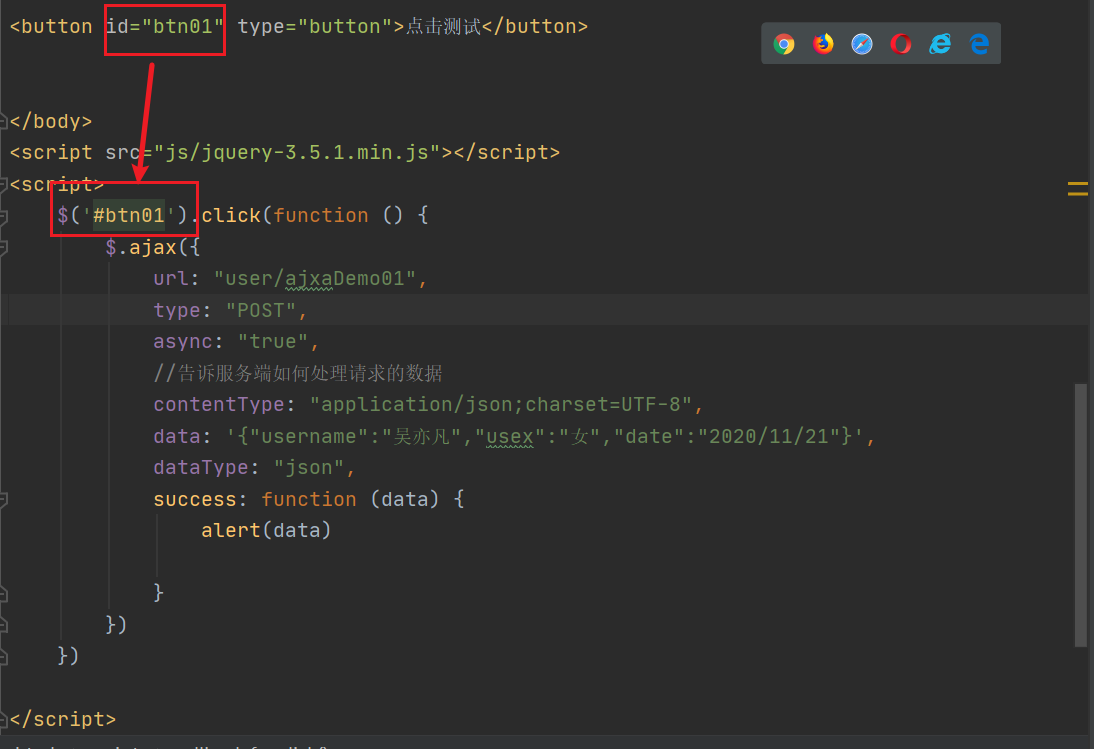 <button id="btn01" type="button">点击测试</button>
</body>
<script src="js/jquery-3.5.1.min.js"></script>
<script>
$('#btn01').click(function () {
$.ajax({
url: "user/ajxaDemo01",
type: "POST",
async: "true",
//告诉服务端如何处理请求的数据
contentType: "application/json;charset=UTF-8",
data: '{"username":"吴亦凡","usex":"女","date":"2020/11/21"}',
dataType: "json",
success: function (data) {
alert(data)
}
})
})
</script>